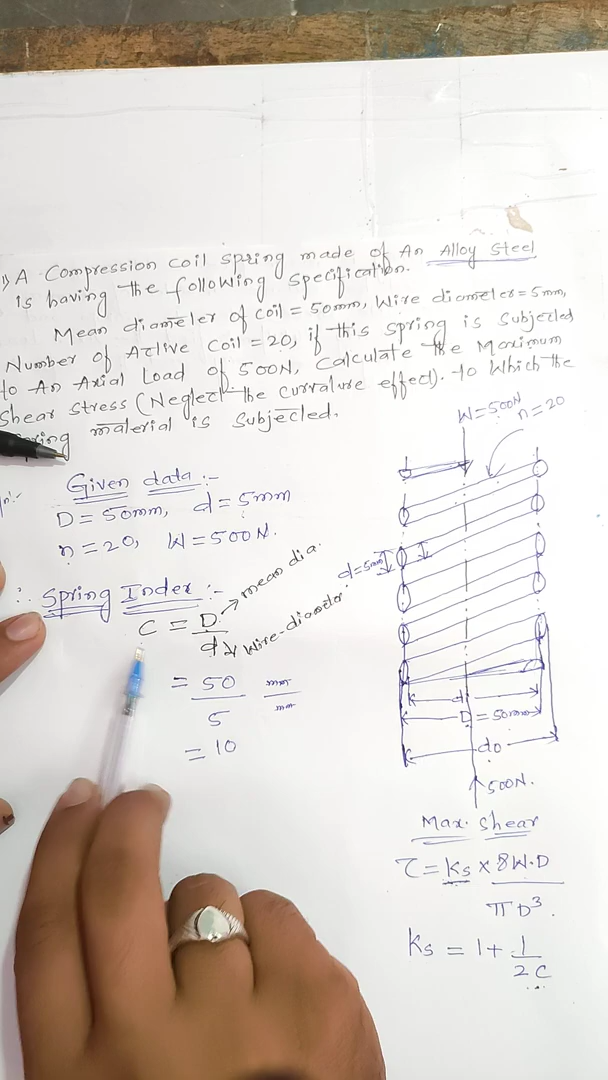 1) A Compression coil spring made of An Alloy Steel
is having the following specification.
Mean diameter of coil = 50mm, Wire diameter = 5mm,
Number of Active coil = 20, if this spring is Subjected
to An Axial Load of 500N, Calculate the Maximum
Shear Stress (Neglect the curvature effect). to Which the
material is Subjected.
Given data :-
D = 50mm, d = 5mm
n = 20, W = 500N.
∴ Spring Index :-
C = D/d
mean dia.
Wire-diameter
= 50/5 mm/mm
= 10
W = 500N
n = 20
d = 5mm
d
D = 50mm
do
500N.
Max. Shear
τ = ks × 8W·D
πD³.
ks = 1 + 1
2C